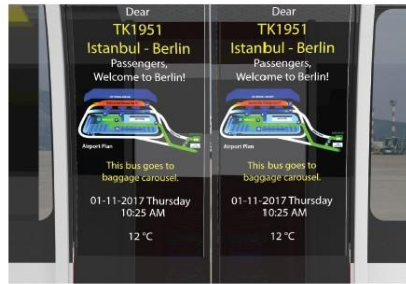 Dear
TK1951
Istanbul - Berlin
Passengers,
Welcome to Berlin!
Airport Plan
This bus goes to
baggage carousel.
01-11-2017 Thursday
10:25 AM
12 °C
Dear
TK1951
Istanbul - Berlin
Passengers,
Welcome to Berlin!
Airport Plan
This bus goes to
baggage carousel.
01-11-2017 Thursday
10:25 AM
12 °C